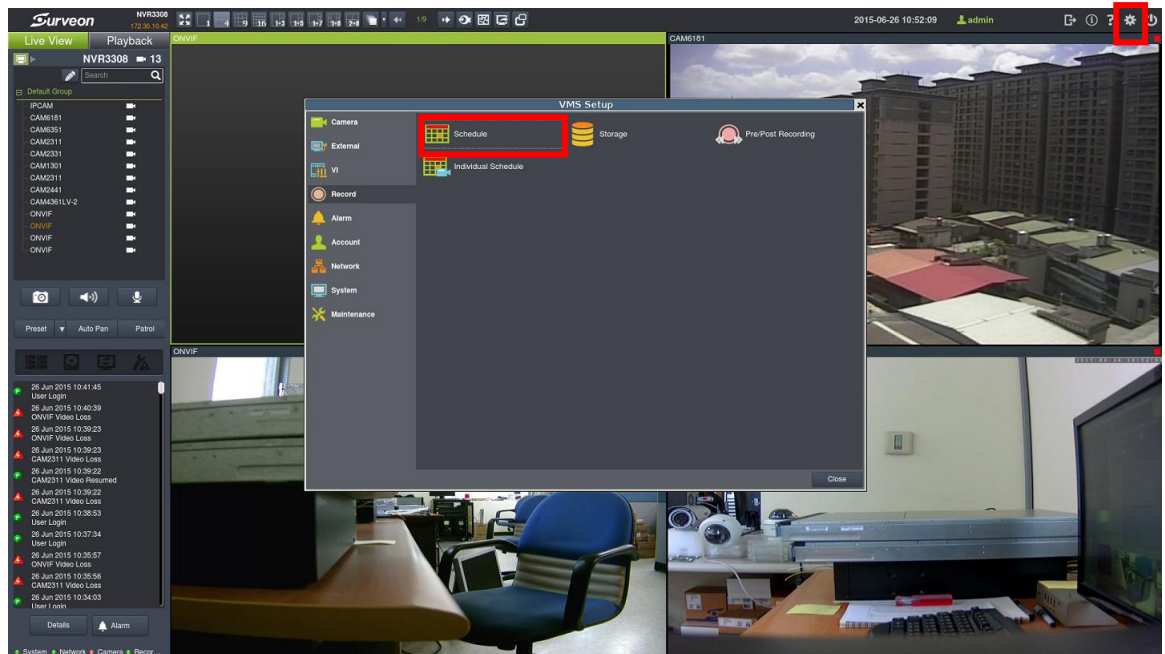 Surveon
NVR3308
172.30.10.42
1/9
2015-06-26 10:52:09
admin
Live View
Playback
NVR3308
13
Search
Default Group
IPCAM
CAM6181
CAM6351
CAM2311
CAM2331
CAM1301
CAM2311
CAM2441
CAM4361LV-2
ONVIF
ONVIF
ONVIF
ONVIF
Preset
Auto Pan
Patrol
26 Jun 2015 10:41:45
User Login
26 Jun 2015 10:40:39
ONVIF Video Loss
26 Jun 2015 10:39:23
ONVIF Video Loss
26 Jun 2015 10:39:23
CAM2311 Video Loss
26 Jun 2015 10:39:22
CAM2311 Video Resumed
26 Jun 2015 10:39:22
CAM2311 Video Loss
26 Jun 2015 10:38:53
User Login
26 Jun 2015 10:37:34
User Login
26 Jun 2015 10:35:57
ONVIF Video Loss
26 Jun 2015 10:35:56
CAM2311 Video Loss
26 Jun 2015 10:34:03
User Login
Details
Alarm
System
Network
Camera
Recor...
ONVIF
CAM6181
ONVIF
VMS Setup
Camera
External
VI
Record
Alarm
Account
Network
System
Maintenance
Schedule
Storage
Pre/Post Recording
Individual Schedule
Close